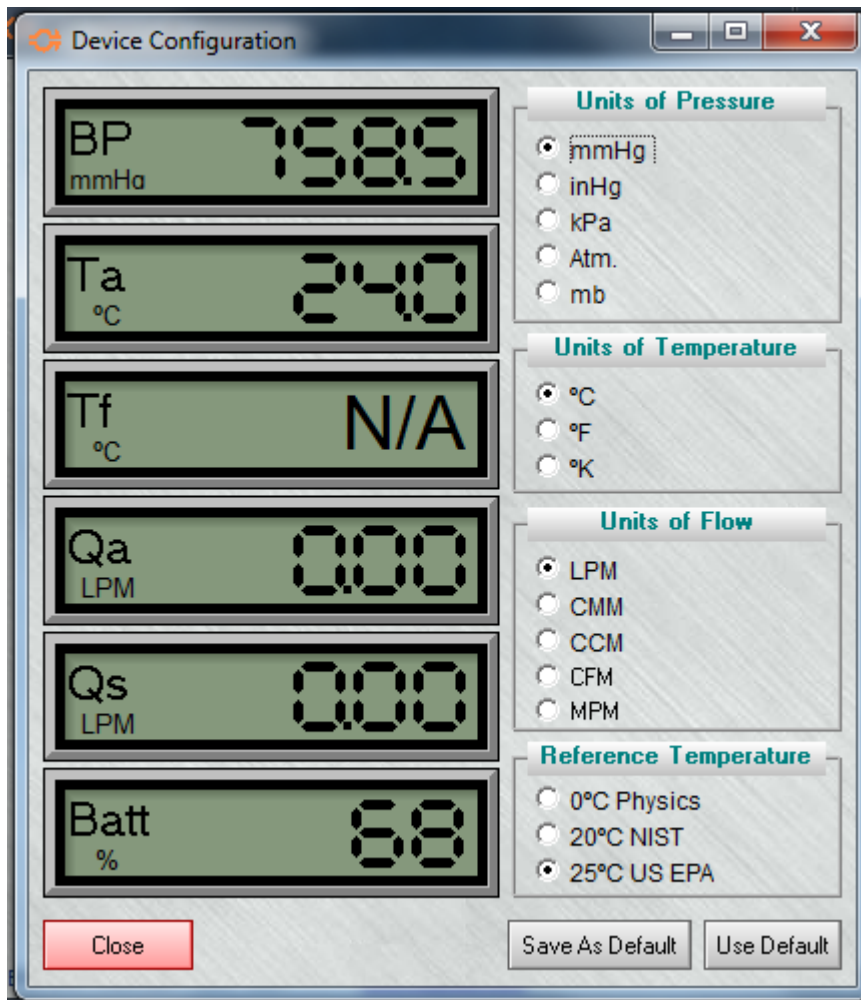 Device Configuration
BP 758.5
mmHg
Ta 24.0
ºC
Tf N/A
ºC
Qa 0.00
LPM
Qs 0.00
LPM
Batt 68
%
Close
Units of Pressure
mmHg
inHg
kPa
Atm.
mb
Units of Temperature
ºC
ºF
ºK
Units of Flow
LPM
CMM
CCM
CFM
MPM
Reference Temperature
0ºC Physics
20ºC NIST
25ºC US EPA
Save As Default
Use Default